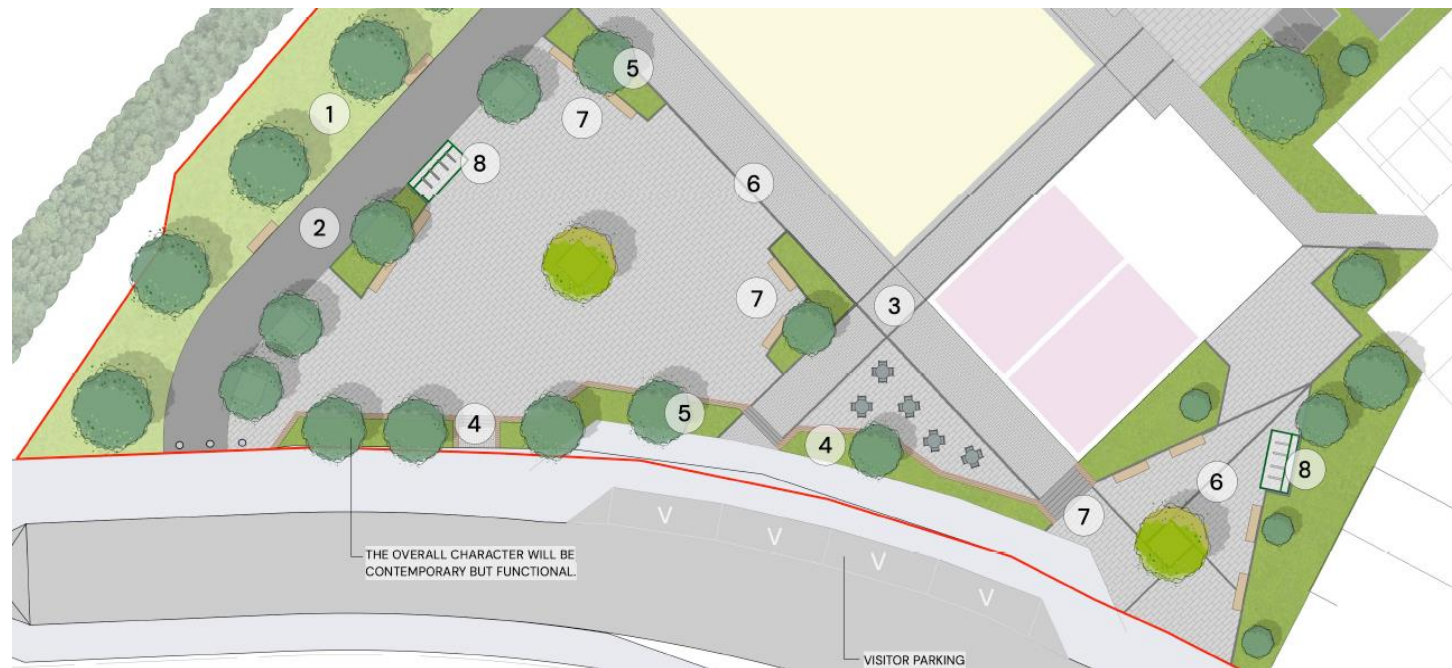 5
1
7
8
6
2
7
3
5
4
4
8
6
7
V
V
V
V
THE OVERALL CHARACTER WILL BE
CONTEMPORARY BUT FUNCTIONAL.
VISITOR PARKING